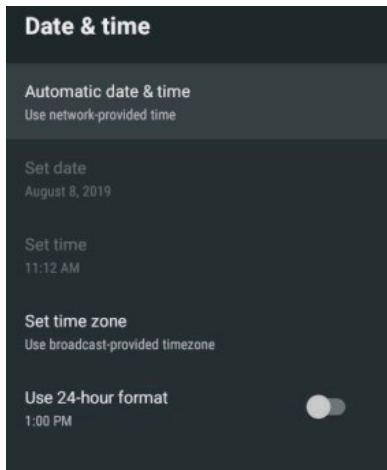 Date & time
Automatic date & time
Use network-provided time
Set date
August 8, 2019
Set time
11:12 AM
Set time zone
Use broadcast-provided timezone
Use 24-hour format
1:00 PM